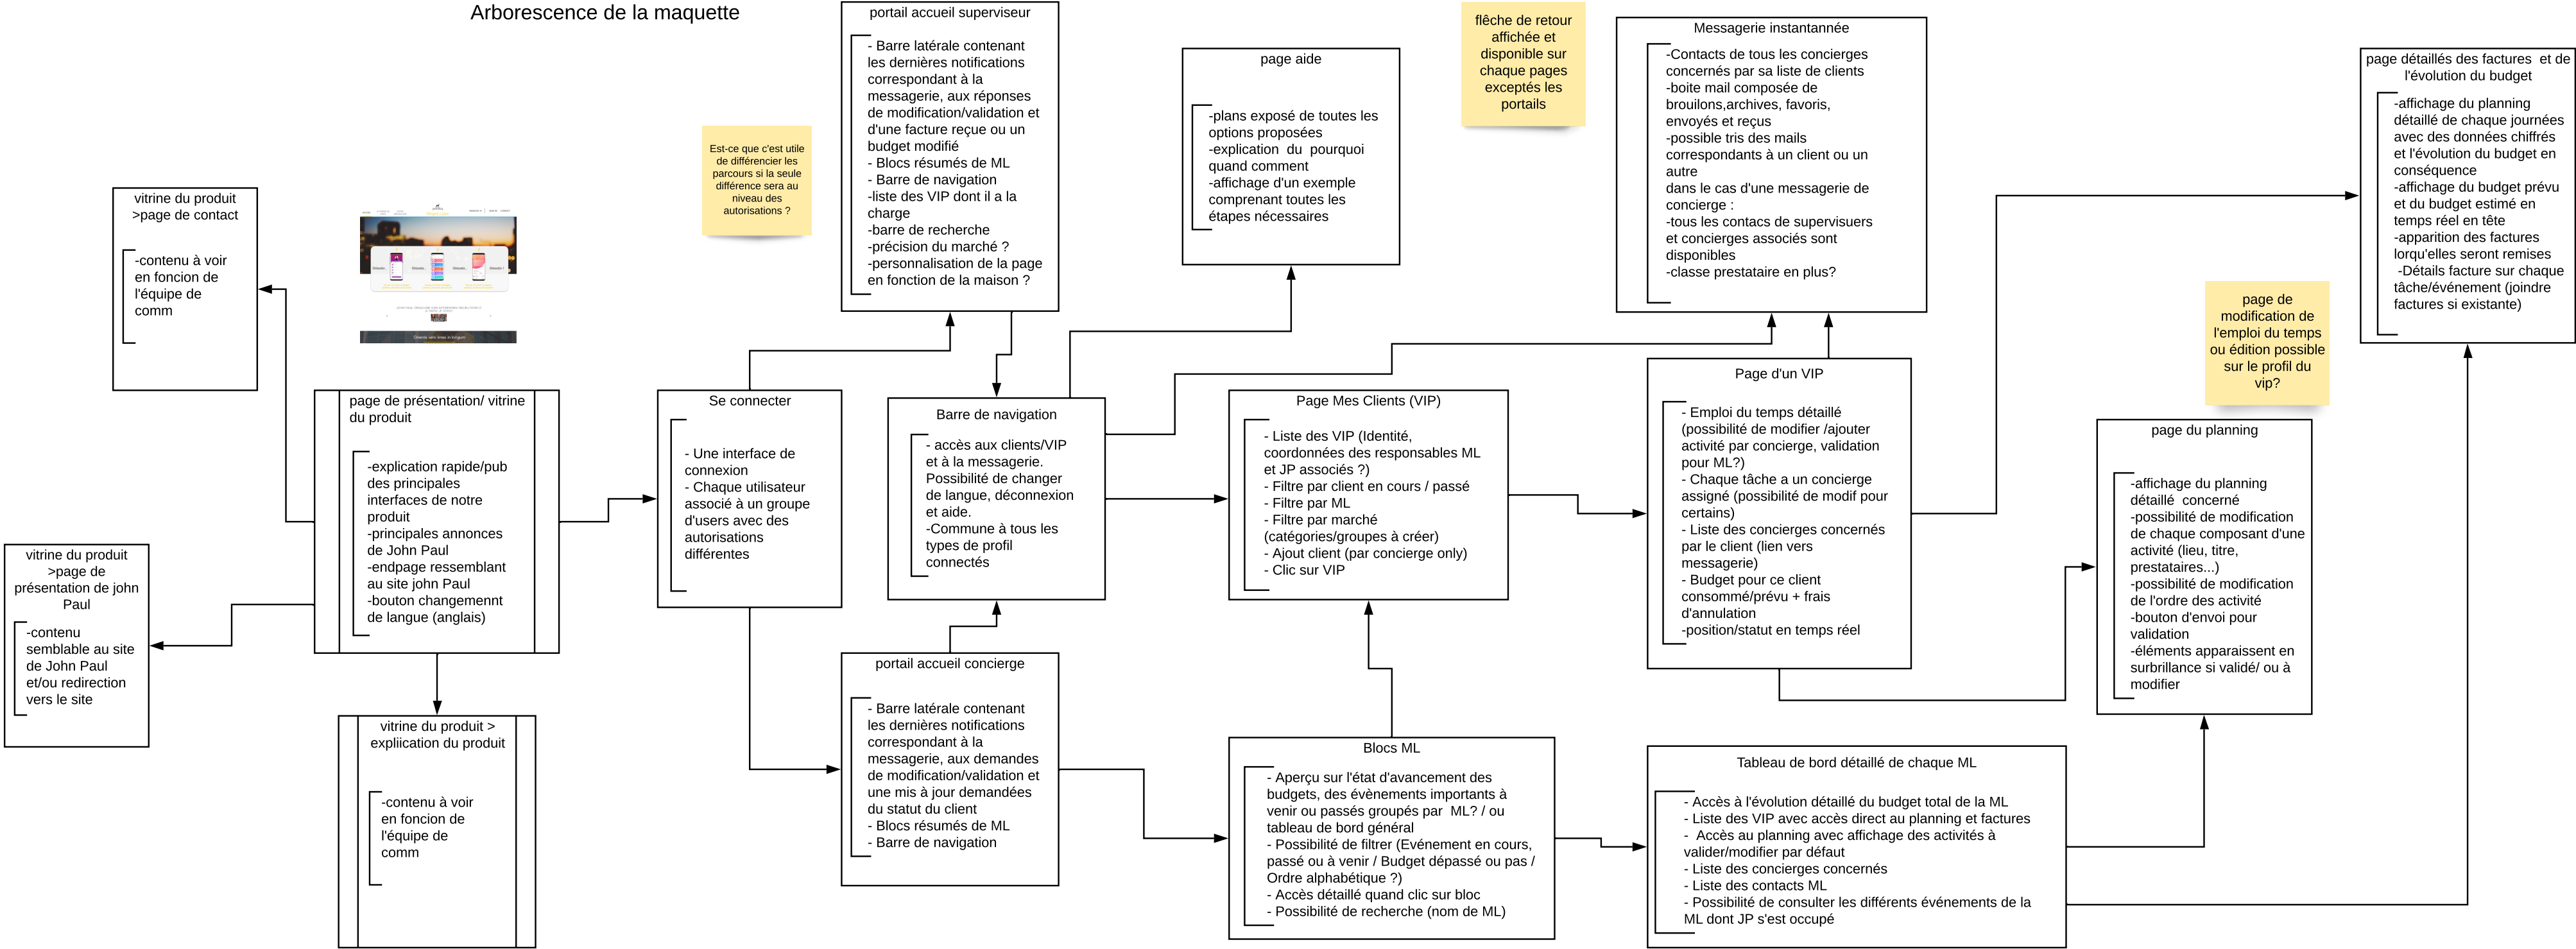 Arborescence de la maquette
portail accueil superviseur
- Barre latérale contenant
les dernières notifications
correspondant à la
messagerie, aux réponses
de modification/validation et
d'une facture reçue ou un
budget modifié
- Blocs résumés de ML
- Barre de navigation
-liste des VIP dont il a la
charge
-barre de recherche
-précision du marché ?
-personnalisation de la page
en fonction de la maison ?
Est-ce que c'est utile
de différencier les
parcours si la seule
différence sera au
niveau des
autorisations ?
page aide
-plans exposé de toutes les
options proposées
-explication du pourquoi
quand comment
-affichage d'un exemple
comprenant toutes les
étapes nécessaires
flêche de retour
affichée et
disponible sur
chaque pages
exceptés les
portails
Messagerie instantannée
-Contacts de tous les concierges
concernés par sa liste de clients
-boite mail composée de
brouilons,archives, favoris,
envoyés et reçus
-possible tris des mails
correspondants à un client ou un
autre
dans le cas d'une messagerie de
concierge :
-tous les contacs de supervisuers
et concierges associés sont
disponibles
-classe prestataire en plus?
page détaillés des factures et de
l'évolution du budget
-affichage du planning
détaillé de chaque journées
avec des données chiffrés
et l'évolution du budget en
conséquence
-affichage du budget prévu
et du budget estimé en
temps réel en tête
-apparition des factures
lorqu'elles seront remises
-Détails facture sur chaque
tâche/événement (joindre
factures si existante)
page de
modification de
l'emploi du temps
ou édition possible
sur le profil du
vip?
vitrine du produit
>page de contact
-contenu à voir
en foncion de
l'équipe de
comm
page de présentation/ vitrine
du produit
-explication rapide/pub
des principales
interfaces de notre
produit
-principales annonces
de John Paul
-endpage ressemblant
au site john Paul
-bouton changemennt
de langue (anglais)
Se connecter
- Une interface de
connexion
- Chaque utilisateur
associé à un groupe
d'users avec des
autorisations
différentes
Barre de navigation
- accès aux clients/VIP
et à la messagerie.
Possibilité de changer
de langue, déconnexion
et aide.
-Commune à tous les
types de profil
connectés
Page Mes Clients (VIP)
- Liste des VIP (Identité,
coordonnées des responsables ML
et JP associés ?)
- Filtre par client en cours / passé
- Filtre par ML
- Filtre par marché
(catégories/groupes à créer)
- Ajout client (par concierge only)
- Clic sur VIP
Page d'un VIP
- Emploi du temps détaillé
(possibilité de modifier /ajouter
activité par concierge, validation
pour ML?)
- Chaque tâche a un concierge
assigné (possibilité de modif pour
certains)
- Liste des concierges concernés
par le client (lien vers
messagerie)
- Budget pour ce client
consommé/prévu + frais
d'annulation
-position/statut en temps réel
page du planning
-affichage du planning
détaillé concerné
-possibilité de modification
de chaque composant d'une
activité (lieu, titre,
prestataires...)
-possibilité de modification
de l'ordre des activité
-bouton d'envoi pour
validation
-éléments apparaissent en
surbrillance si validé/ ou à
modifier
vitrine du produit
>page de
présentation de john
Paul
-contenu
semblable au site
de John Paul
et/ou redirection
vers le site
vitrine du produit >
expliication du produit
-contenu à voir
en foncion de
l'équipe de
comm
portail accueil concierge
- Barre latérale contenant
les dernières notifications
correspondant à la
messagerie, aux demandes
de modification/validation et
une mis à jour demandées
du statut du client
- Blocs résumés de ML
- Barre de navigation
Blocs ML
- Aperçu sur l'état d'avancement des
budgets, des évènements importants à
venir ou passés groupés par ML? / ou
tableau de bord général
- Possibilité de filtrer (Evénement en cours,
passé ou à venir / Budget dépassé ou pas /
Ordre alphabétique ?)
- Accès détaillé quand clic sur bloc
- Possibilité de recherche (nom de ML)
Tableau de bord détaillé de chaque ML
- Accès à l'évolution détaillé du budget total de la ML
- Liste des VIP avec accès direct au planning et factures
- Accès au planning avec affichage des activités à
valider/modifier par défaut
- Liste des concierges concernés
- Liste des contacts ML
- Possibilité de consulter les différents événements de la
ML dont JP s'est occupé